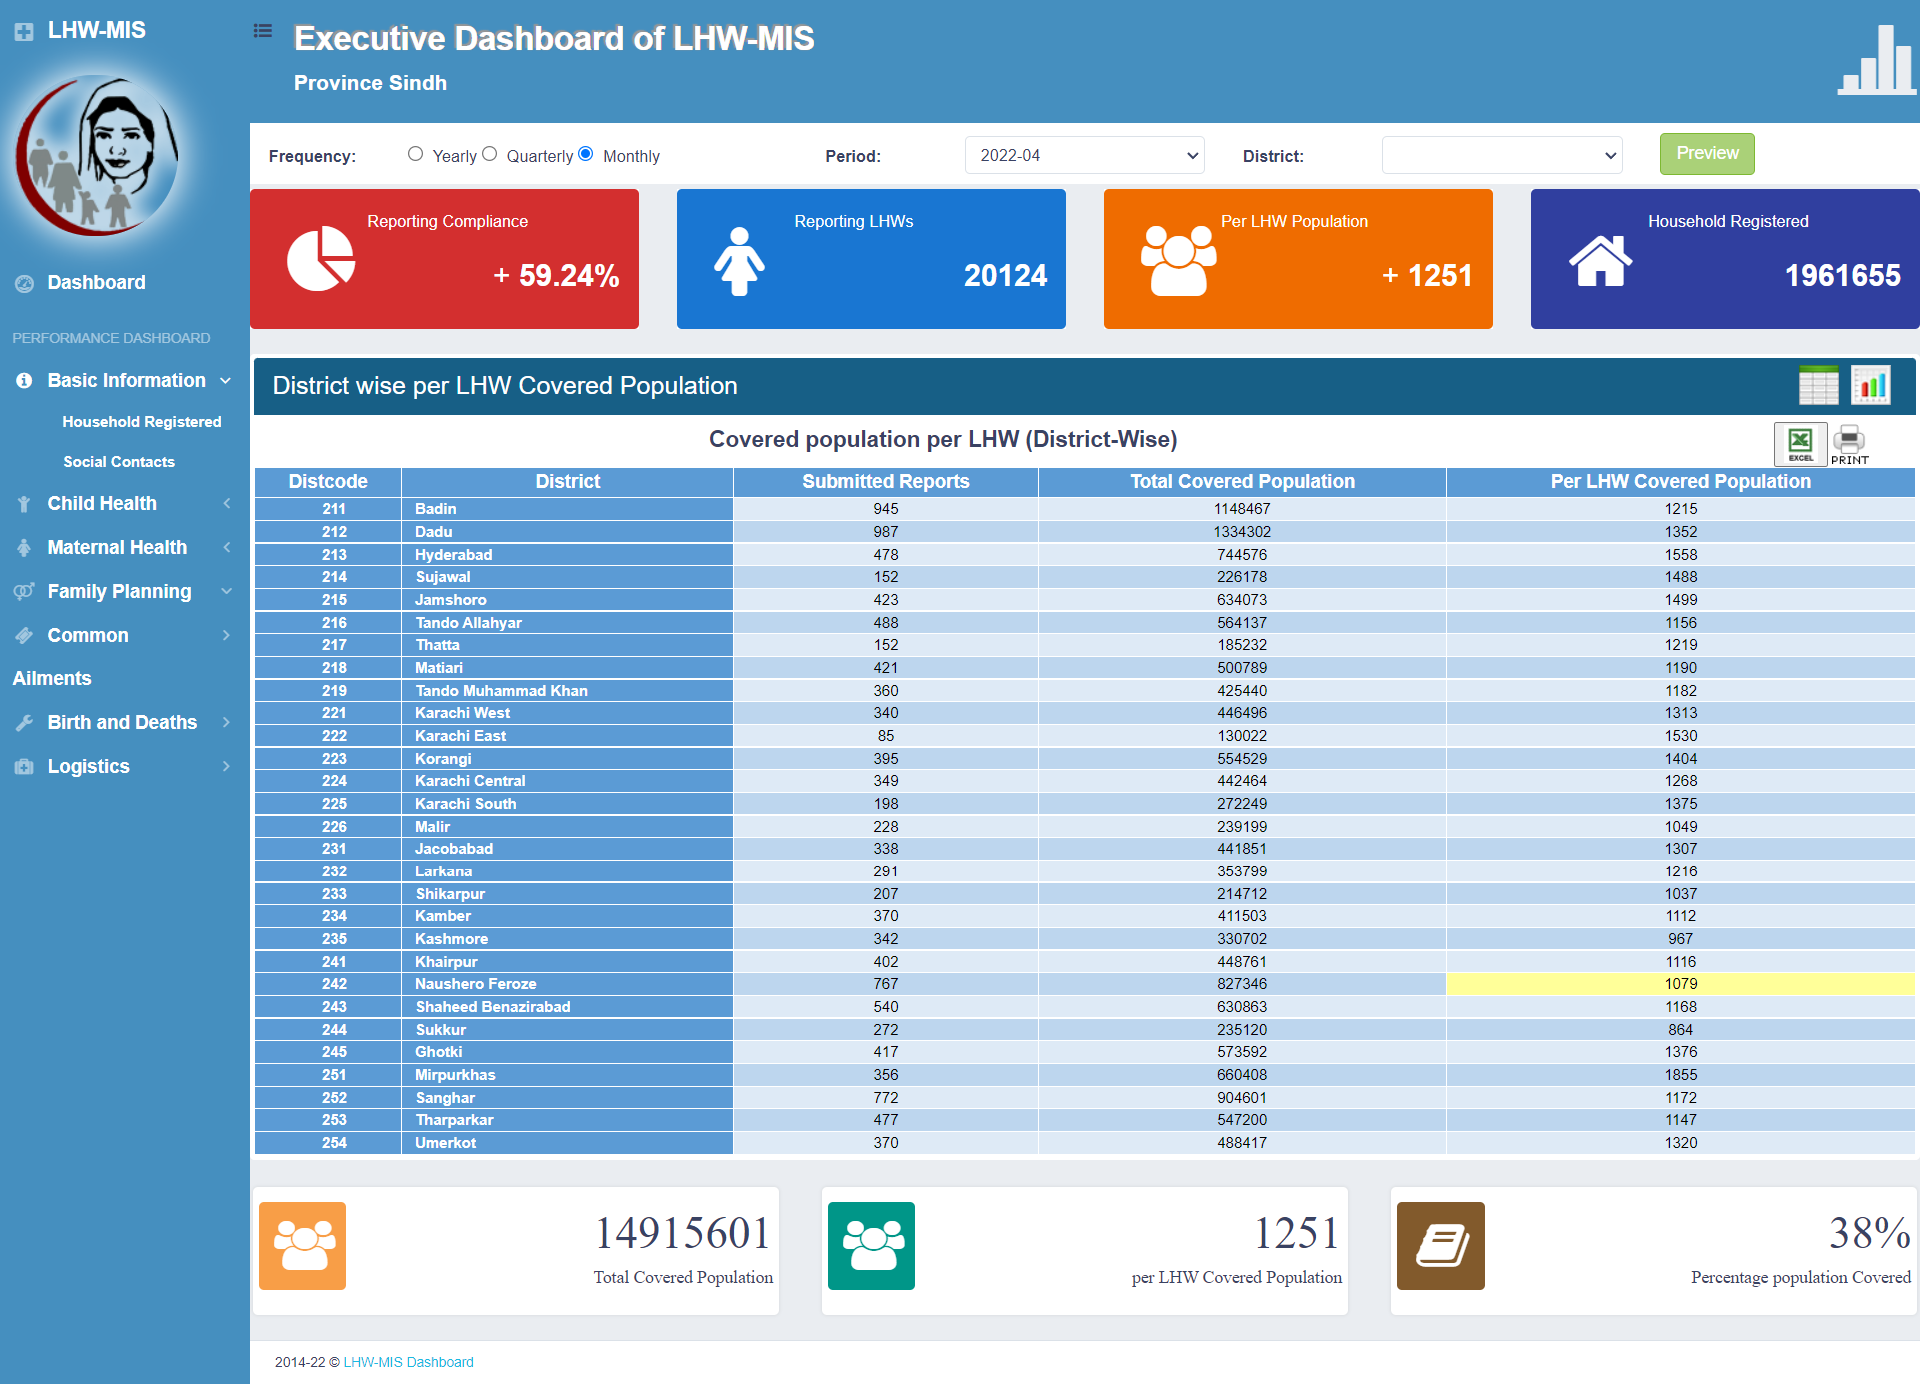 LHW-MIS
Executive Dashboard of LHW-MIS
Province Sindh
Dashboard
PERFORMANCE DASHBOARD
Basic Information
Household Registered
Social Contacts
Child Health
Maternal Health
Family Planning
Common
Ailments
Birth and Deaths
Logistics
Frequency: Yearly Quarterly Monthly Period: 2022-04 District: Preview
Reporting Compliance
+ 59.24%
Reporting LHWs
20124
Per LHW Population
+ 1251
Household Registered
1961655
District wise per LHW Covered Population
Covered population per LHW (District-Wise)
EXCEL PRINT
Distcode District Submitted Reports Total Covered Population Per LHW Covered Population
211 Badin 945 1148467 1215
212 Dadu 987 1334302 1352
213 Hyderabad 478 744576 1558
214 Sujawal 152 226178 1488
215 Jamshoro 423 634073 1499
216 Tando Allahyar 488 564137 1156
217 Thatta 152 185232 1219
218 Matiari 421 500789 1190
219 Tando Muhammad Khan 360 425440 1182
221 Karachi West 340 446496 1313
222 Karachi East 85 130022 1530
223 Korangi 395 554529 1404
224 Karachi Central 349 442464 1268
225 Karachi South 198 272249 1375
226 Malir 228 239199 1049
231 Jacobabad 338 441851 1307
232 Larkana 291 353799 1216
233 Shikarpur 207 214712 1037
234 Kamber 370 411503 1112
235 Kashmore 342 330702 967
241 Khairpur 402 448761 1116
242 Naushero Feroze 767 827346 1079
243 Shaheed Benazirabad 540 630863 1168
244 Sukkur 272 235120 864
245 Ghotki 417 573592 1376
251 Mirpurkhas 356 660408 1855
252 Sanghar 772 904601 1172
253 Tharparkar 477 547200 1147
254 Umerkot 370 488417 1320
14915601
Total Covered Population
1251
per LHW Covered Population
38%
Percentage population Covered
2014-22 © LHW-MIS Dashboard